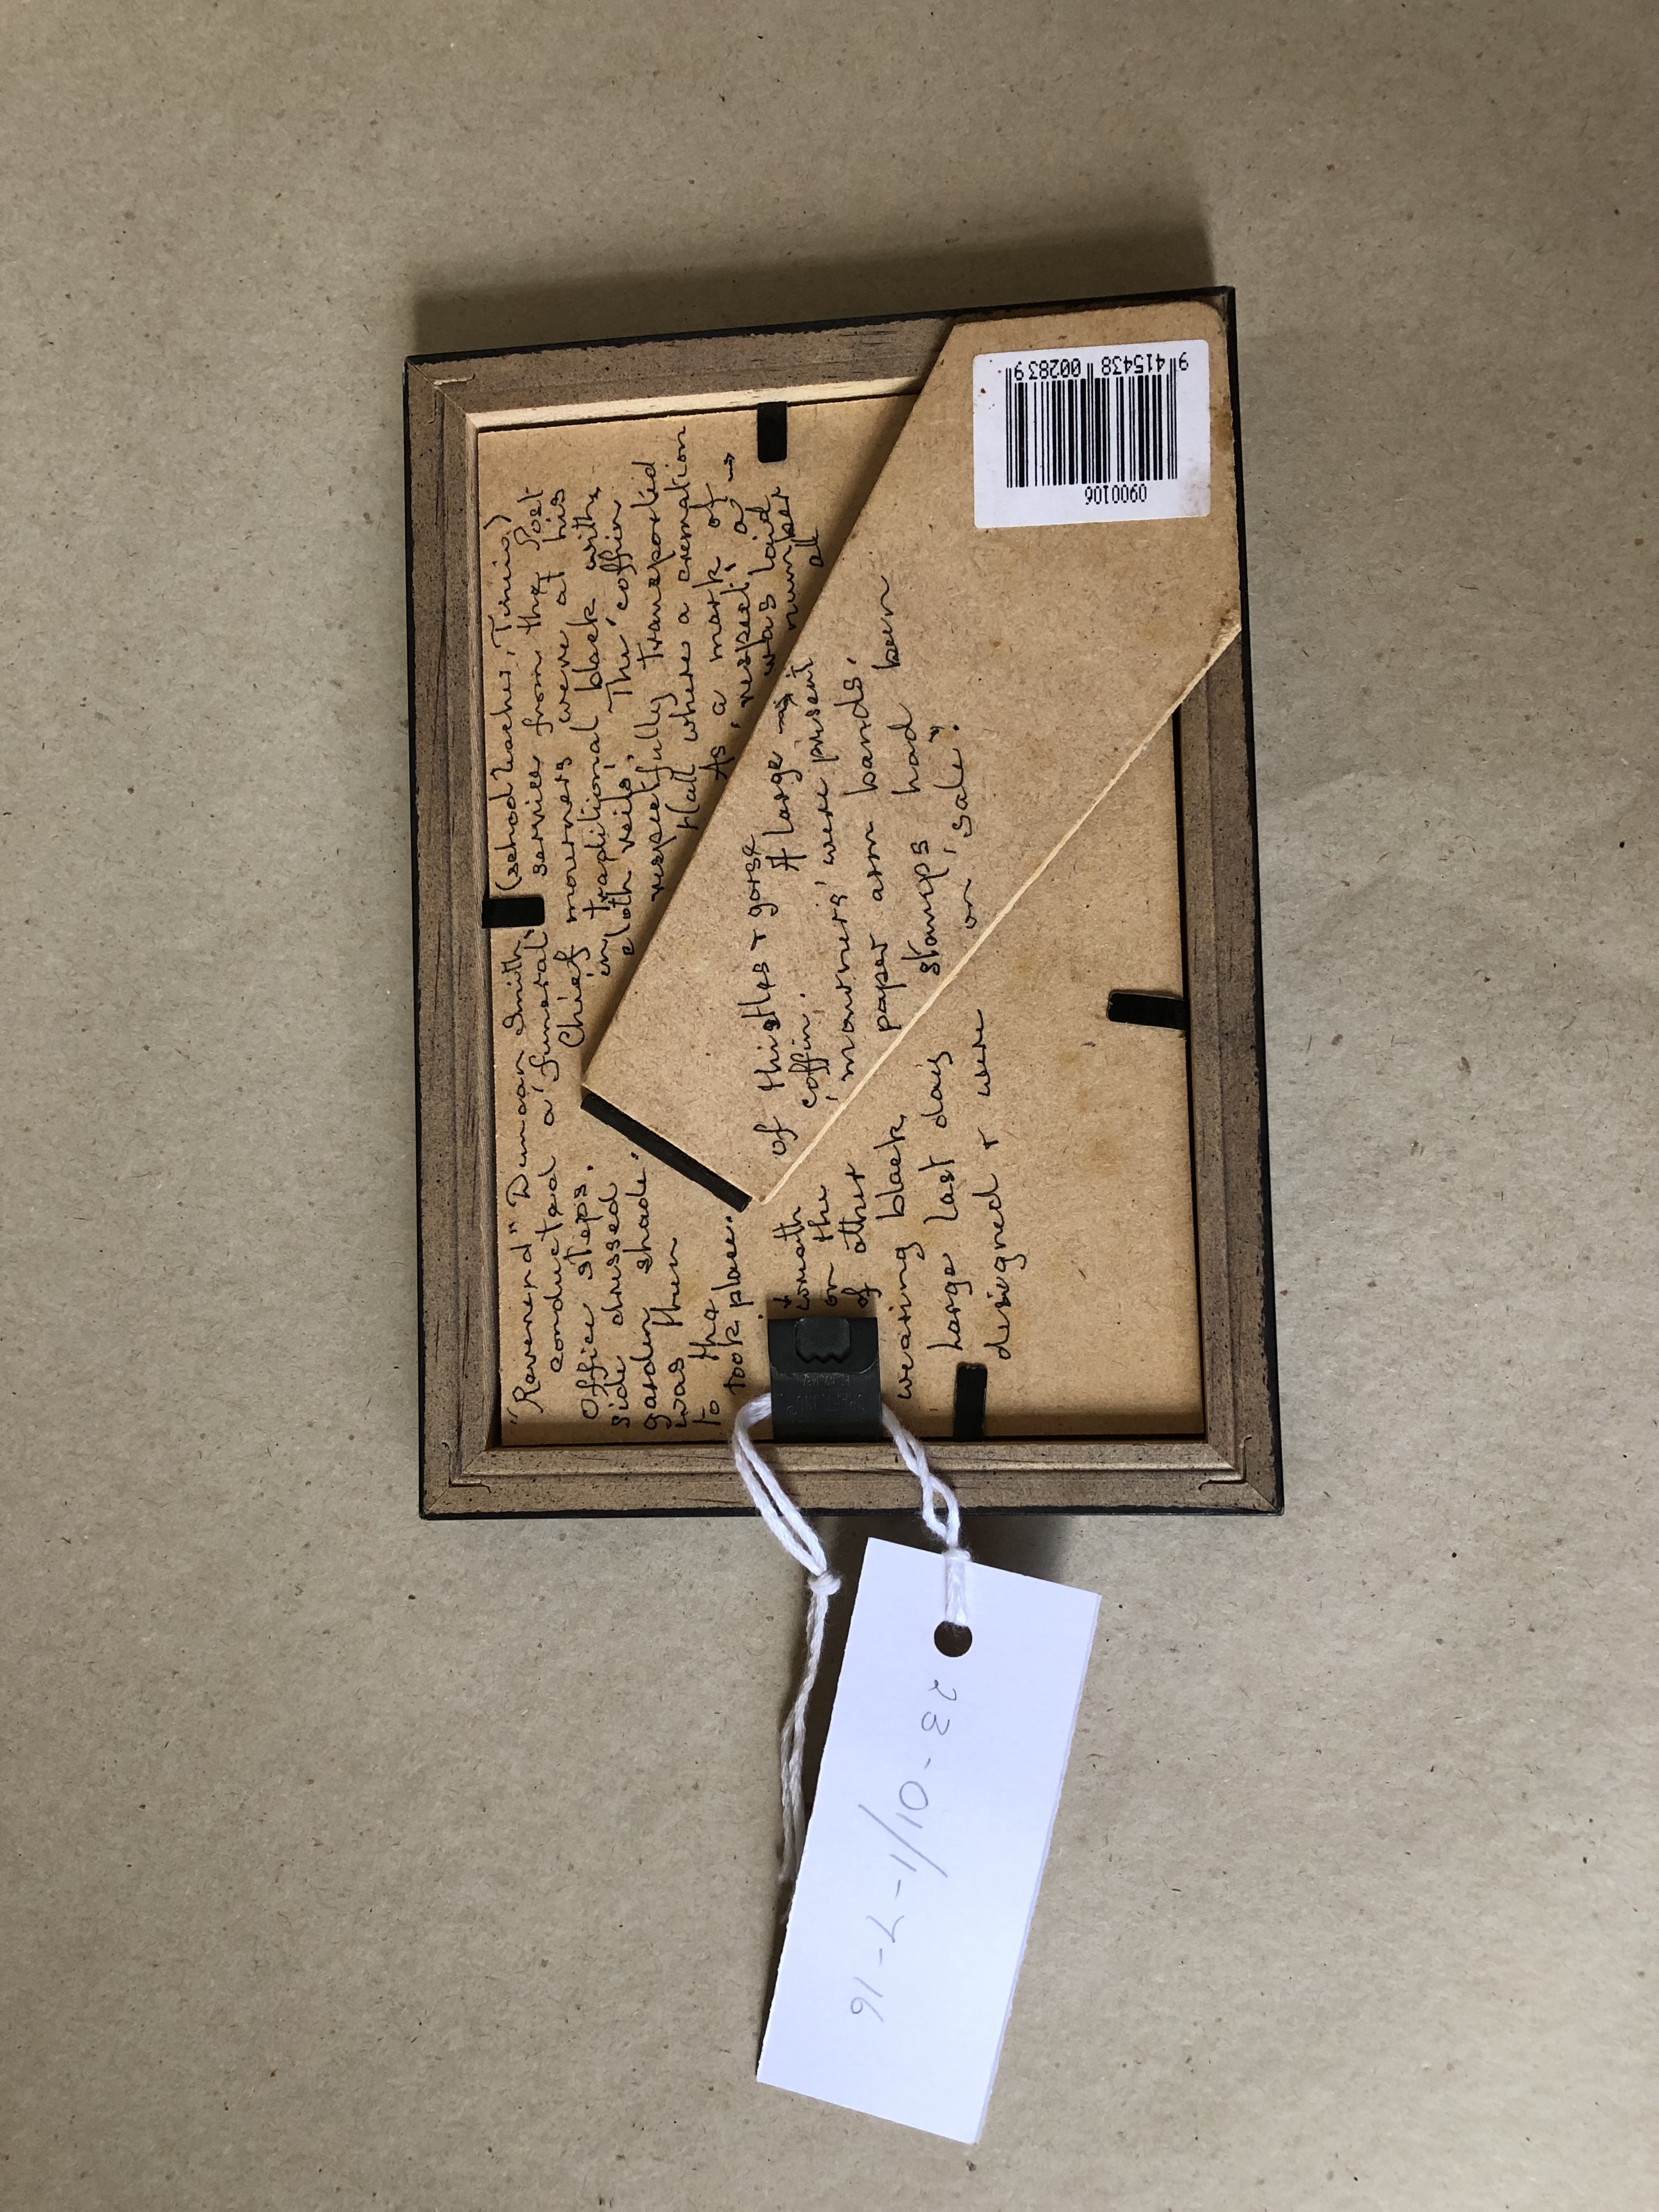 "Reverend" Duncan Smith (school teacher, Tiniui)
conducted a 'funeral' service from the Post
Office steps. Chief mourners were at his
side dressed in traditional black with
garden shade cloth veils'. The 'coffin
was then respectfully transported
to the Hall where a cremation
took place. As a mark of
'respect', a →
wreath of thistles & gorse was laid
on the coffin. A large → number
of other 'mourners' were present all
wearing black paper arm bands.
Large last day stamps had been
designed & were on 'sale'."
23-01/1-7-16
0900106
9 415438 002839